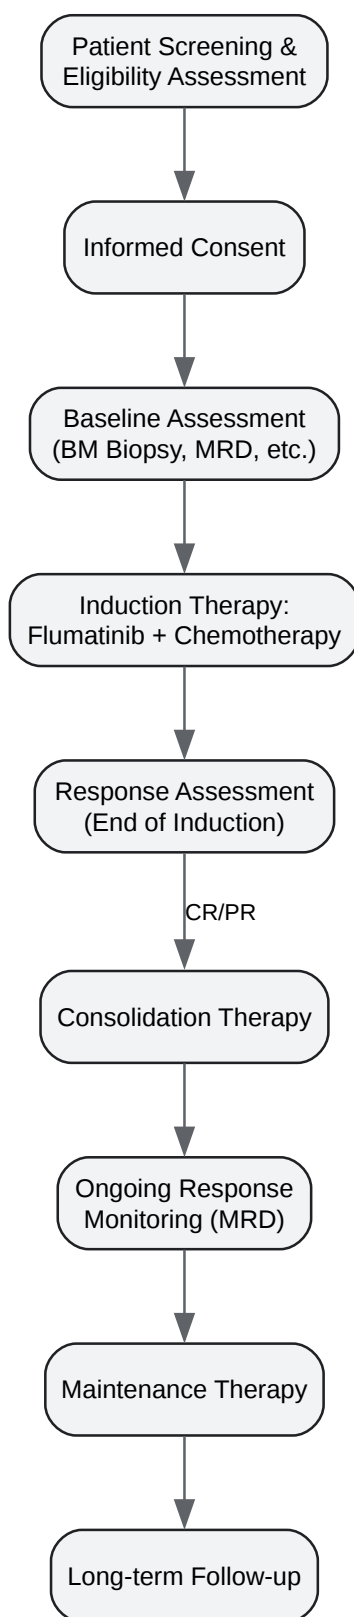 Patient Screening &
Eligibility Assessment
Informed Consent
Baseline Assessment
(BM Biopsy, MRD, etc.)
Induction Therapy:
Flumatinib + Chemotherapy
Response Assessment
(End of Induction)
CR/PR
Consolidation Therapy
Ongoing Response
Monitoring (MRD)
Maintenance Therapy
Long-term Follow-up